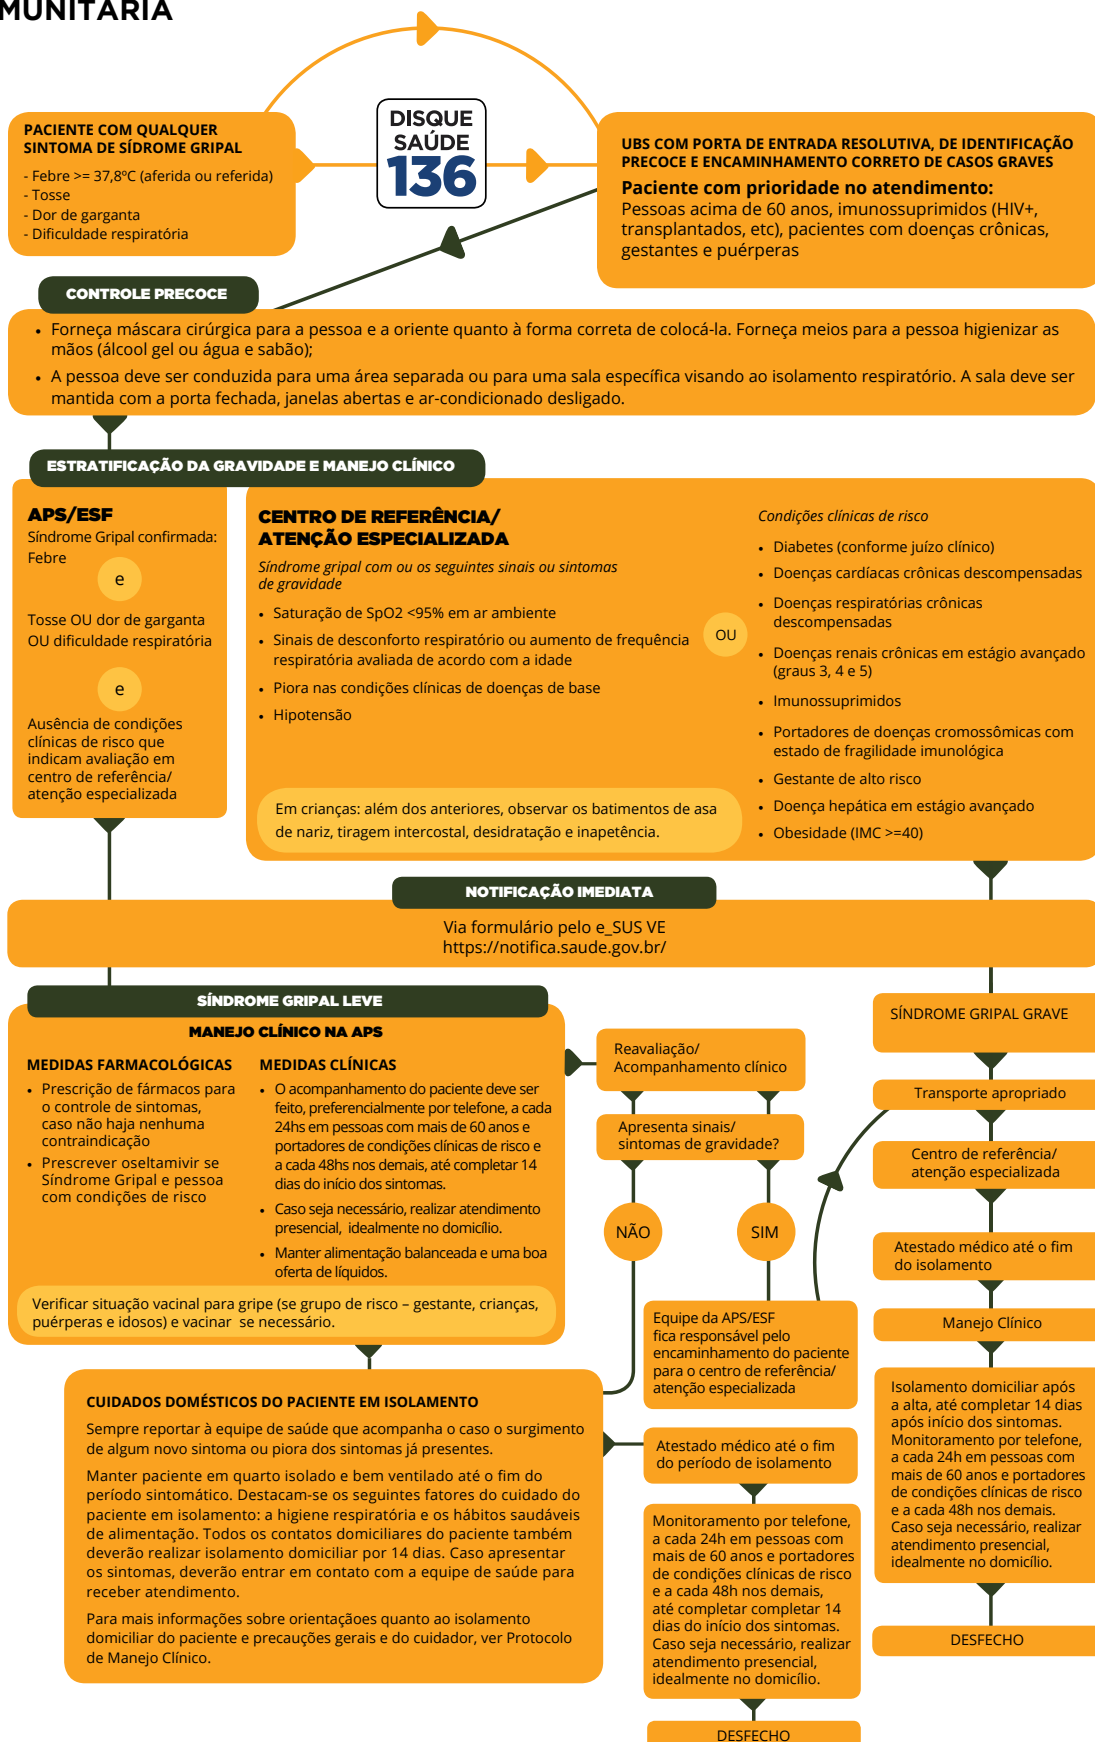 MUNITÁRIA
PACIENTE COM QUALQUER
SINTOMA DE SÍDROME GRIPAL
- Febre >= 37,8ºC (aferida ou referida)
- Tosse
- Dor de garganta
- Dificuldade respiratória
DISQUE
SAÚDE
136
UBS COM PORTA DE ENTRADA RESOLUTIVA, DE IDENTIFICAÇÃO
PRECOCE E ENCAMINHAMENTO CORRETO DE CASOS GRAVES
Paciente com prioridade no atendimento:
Pessoas acima de 60 anos, imunossuprimidos (HIV+,
transplantados, etc), pacientes com doenças crônicas,
gestantes e puérperas
CONTROLE PRECOCE
• Forneça máscara cirúrgica para a pessoa e a oriente quanto à forma correta de colocá-la. Forneça meios para a pessoa higienizar as
mãos (álcool gel ou água e sabão);
• A pessoa deve ser conduzida para uma área separada ou para uma sala específica visando ao isolamento respiratório. A sala deve ser
mantida com a porta fechada, janelas abertas e ar-condicionado desligado.
ESTRATIFICAÇÃO DA GRAVIDADE E MANEJO CLÍNICO
APS/ESF
Síndrome Gripal confirmada:
Febre
e
Tosse OU dor de garganta
OU dificuldade respiratória
e
Ausência de condições
clínicas de risco que
indicam avaliação em
centro de referência/
atenção especializada
CENTRO DE REFERÊNCIA/
ATENÇÃO ESPECIALIZADA
Síndrome gripal com ou os seguintes sinais ou sintomas
de gravidade
• Saturação de SpO2 <95% em ar ambiente
• Sinais de desconforto respiratório ou aumento de frequência
respiratória avaliada de acordo com a idade
• Piora nas condições clínicas de doenças de base
• Hipotensão
Em crianças: além dos anteriores, observar os batimentos de asa
de nariz, tiragem intercostal, desidratação e inapetência.
OU
Condições clínicas de risco
• Diabetes (conforme juízo clínico)
• Doenças cardíacas crônicas descompensadas
• Doenças respiratórias crônicas
descompensadas
• Doenças renais crônicas em estágio avançado
(graus 3, 4 e 5)
• Imunossuprimidos
• Portadores de doenças cromossômicas com
estado de fragilidade imunológica
• Gestante de alto risco
• Doença hepática em estágio avançado
• Obesidade (IMC >=40)
NOTIFICAÇÃO IMEDIATA
Via formulário pelo e_SUS VE
https://notifica.saude.gov.br/
SÍNDROME GRIPAL LEVE
MANEJO CLÍNICO NA APS
MEDIDAS FARMACOLÓGICAS
• Prescrição de fármacos para
o controle de sintomas,
caso não haja nenhuma
contraindicação
• Prescrever oseltamivir se
Síndrome Gripal e pessoa
com condições de risco
MEDIDAS CLÍNICAS
• O acompanhamento do paciente deve ser
feito, preferencialmente por telefone, a cada
24hs em pessoas com mais de 60 anos e
portadores de condições clínicas de risco e
a cada 48hs nos demais, até completar 14
dias do início dos sintomas.
• Caso seja necessário, realizar atendimento
presencial, idealmente no domicílio.
• Manter alimentação balanceada e uma boa
oferta de líquidos.
Verificar situação vacinal para gripe (se grupo de risco – gestante, crianças,
puérperas e idosos) e vacinar se necessário.
Reavaliação/
Acompanhamento clínico
Apresenta sinais/
sintomas de gravidade?
NÃO
SIM
Equipe da APS/ESF
fica responsável pelo
encaminhamento do paciente
para o centro de referência/
atenção especializada
CUIDADOS DOMÉSTICOS DO PACIENTE EM ISOLAMENTO
Sempre reportar à equipe de saúde que acompanha o caso o surgimento
de algum novo sintoma ou piora dos sintomas já presentes.
Manter paciente em quarto isolado e bem ventilado até o fim do
período sintomático. Destacam-se os seguintes fatores do cuidado do
paciente em isolamento: a higiene respiratória e os hábitos saudáveis
de alimentação. Todos os contatos domiciliares do paciente também
deverão realizar isolamento domiciliar por 14 dias. Caso apresentar
os sintomas, deverão entrar em contato com a equipe de saúde para
receber atendimento.
Para mais informações sobre orientaçãoes quanto ao isolamento
domiciliar do paciente e precauções gerais e do cuidador, ver Protocolo
de Manejo Clínico.
Atestado médico até o fim
do período de isolamento
Monitoramento por telefone,
a cada 24h em pessoas com
mais de 60 anos e portadores
de condições clínicas de risco
e a cada 48h nos demais,
até completar completar 14
dias do início dos sintomas.
Caso seja necessário, realizar
atendimento presencial,
idealmente no domicílio.
DESFECHO
SÍNDROME GRIPAL GRAVE
Transporte apropriado
Centro de referência/
atenção especializada
Atestado médico até o fim
do isolamento
Manejo Clínico
Isolamento domiciliar após
a alta, até completar 14 dias
após início dos sintomas.
Monitoramento por telefone,
a cada 24h em pessoas com
mais de 60 anos e portadores
de condições clínicas de risco
e a cada 48h nos demais.
Caso seja necessário, realizar
atendimento presencial,
idealmente no domicílio.
DESFECHO